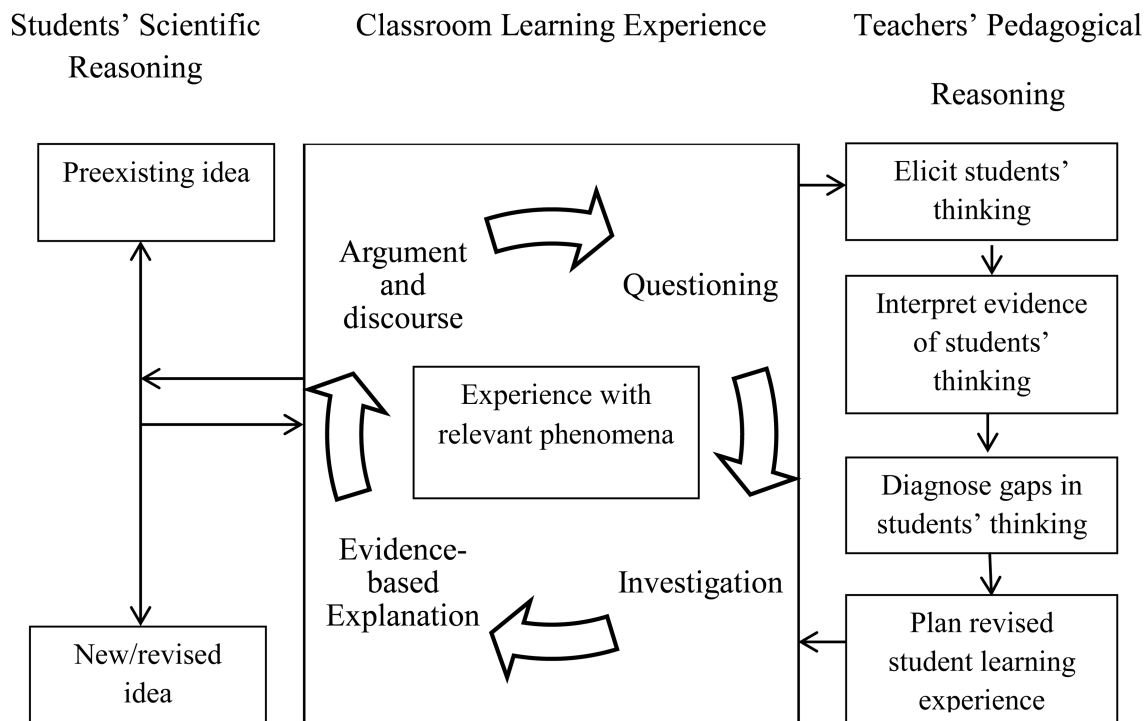 Students’ Scientific
Reasoning
Classroom Learning Experience
Teachers’ Pedagogical
Reasoning
Preexisting idea
New/revised
idea
Argument
and
discourse
Questioning
Experience with
relevant phenomena
Evidence-
based
Explanation
Investigation
Elicit students’
thinking
Interpret evidence
of students’
thinking
Diagnose gaps in
students’ thinking
Plan revised
student learning
experience